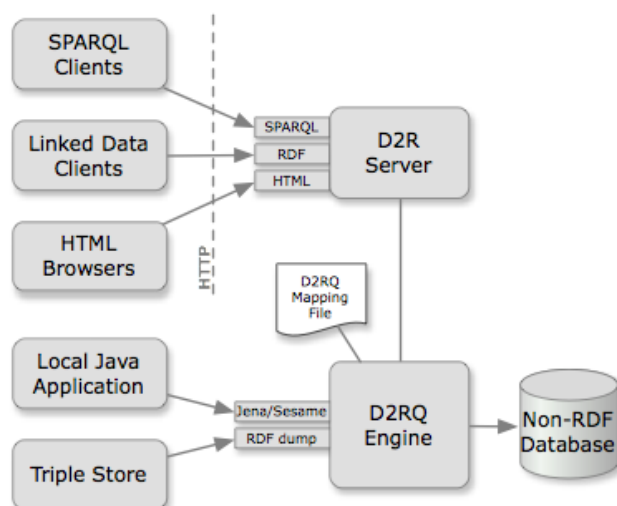 SPARQL
Clients
Linked Data
Clients
HTML
Browsers
HTTP
SPARQL
RDF
HTML
D2R
Server
D2RQ
Mapping
File
Local Java
Application
Triple Store
Jena/Sesame
RDF dump
D2RQ
Engine
Non-RDF
Database